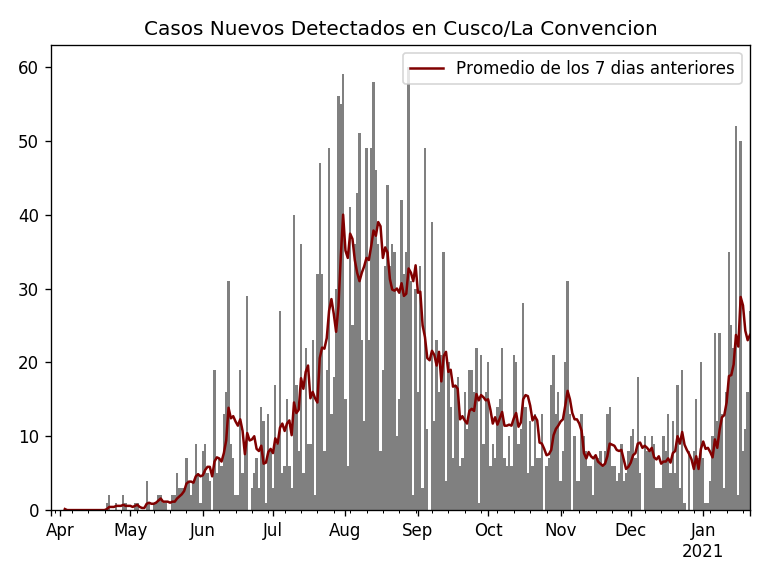 Casos Nuevos Detectados en Cusco/La Convencion
Promedio de los 7 dias anteriores
60
50
40
30
20
10
0
Apr May Jun Jul Aug Sep Oct Nov Dec Jan
2021